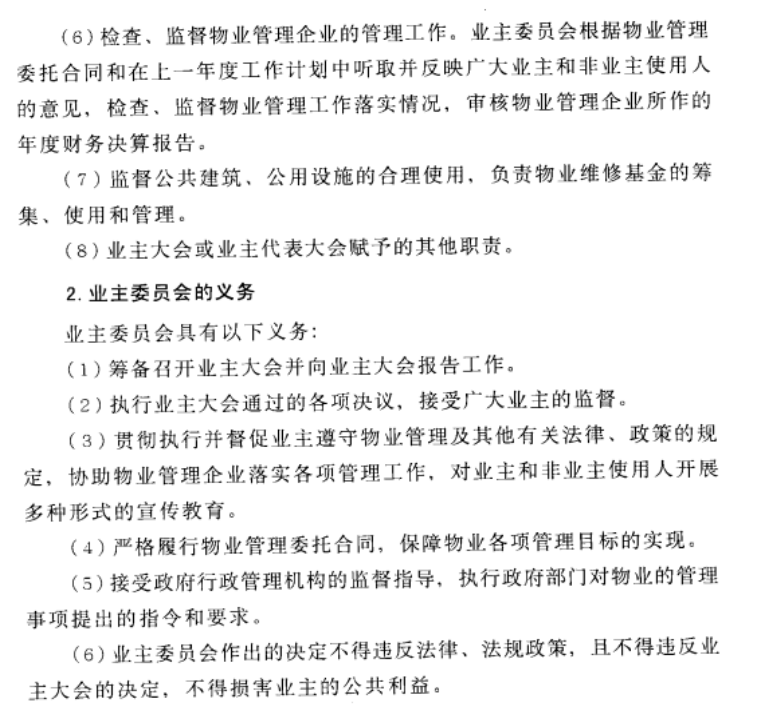 (6)检查、监督物业管理企业的管理工作。业主委员会根据物业管理
委托合同和在上一年度工作计划中听取并反映广大业主和非业主使用人
的意见，检查、监督物业管理工作落实情况，审核物业管理企业所作的
年度财务决算报告。
(7)监督公共建筑、公用设施的合理使用，负责物业维修基金的筹
集、使用和管理。
(8)业主大会或业主代表大会赋予的其他职责。
2.业主委员会的义务
业主委员会具有以下义务：
(1)筹备召开业主大会并向业主大会报告工作。
(2)执行业主大会通过的各项决议，接受广大业主的监督。
(3)贯彻执行并督促业主遵守物业管理及其他有关法律、政策的规
定，协助物业管理企业落实各项管理工作，对业主和非业主使用人开展
多种形式的宣传教育。
(4)严格履行物业管理委托合同，保障物业各项管理目标的实现。
(5)接受政府行政管理机构的监督指导，执行政府部门对物业的管理
事项提出的指令和要求。
(6)业主委员会作出的决定不得违反法律、法规政策，且不得违反业
主大会的决定，不得损害业主的公共利益。